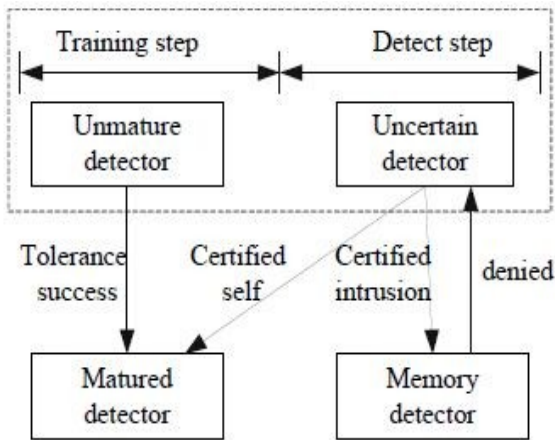 Training step
Detect step
Unmature
detector
Uncertain
detector
Tolerance
success
Certified
self
Certified
intrusion
denied
Matured
detector
Memory
detector